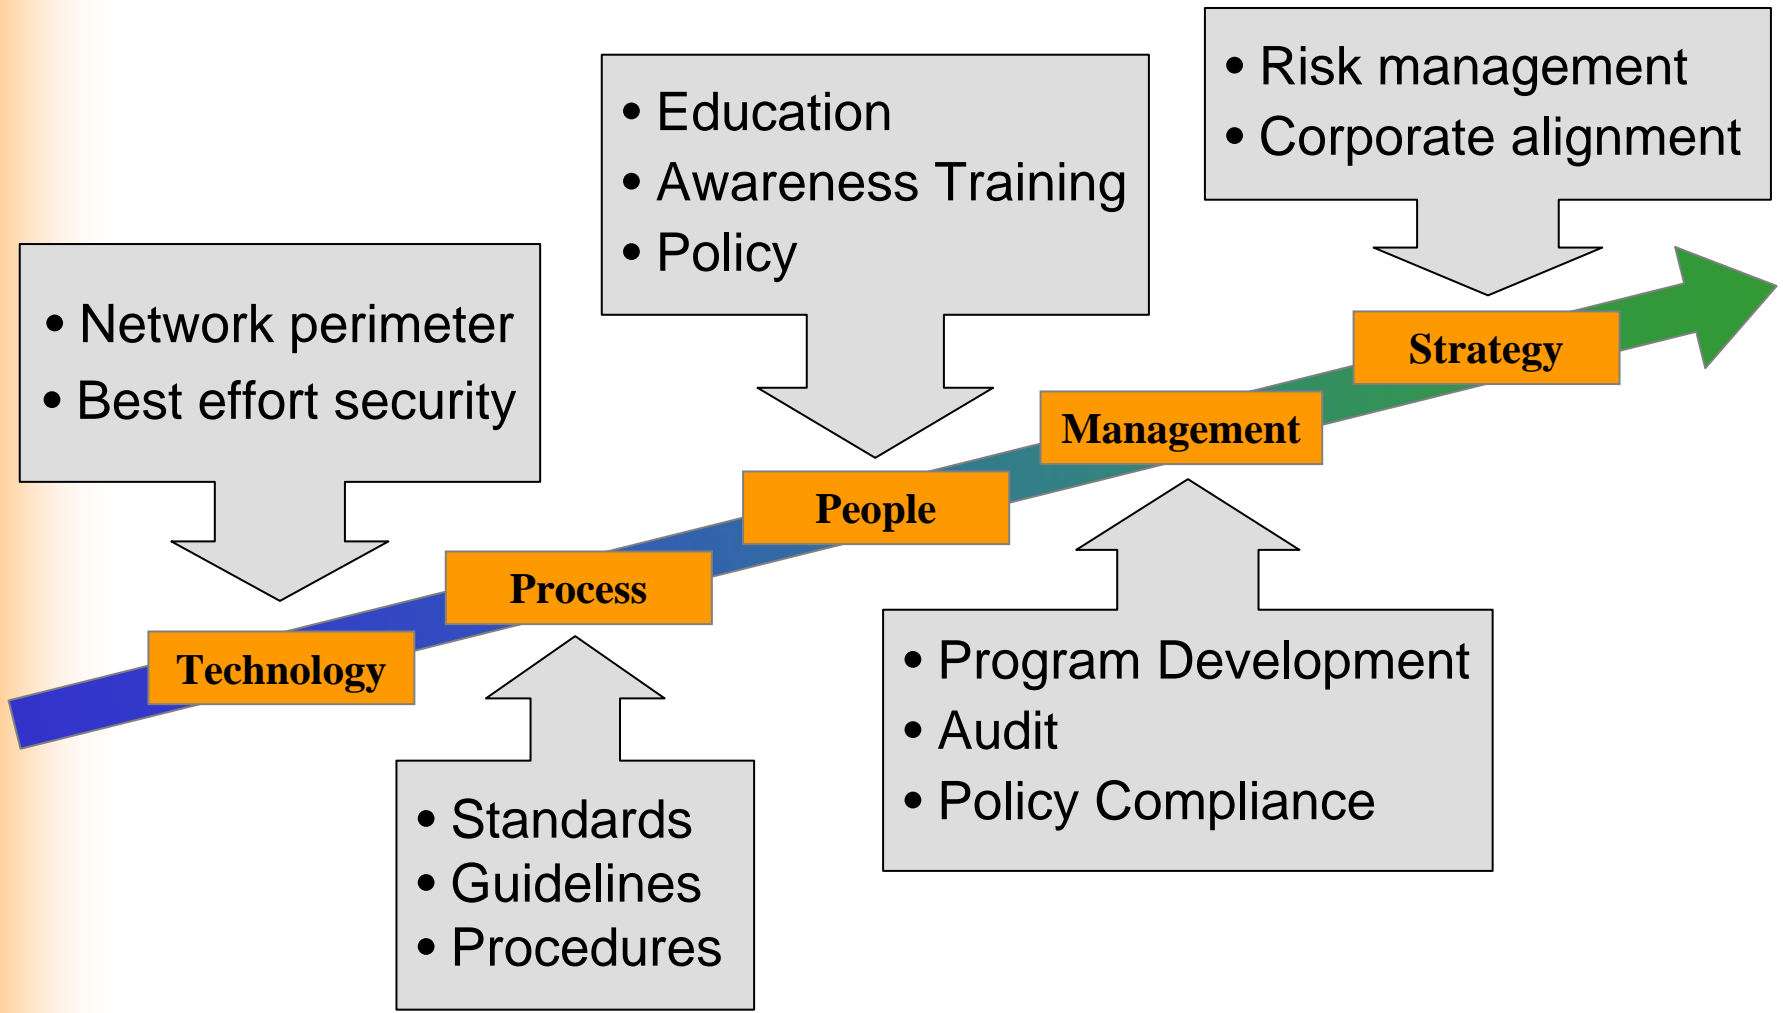 • Network perimeter
• Best effort security
Technology
• Standards
• Guidelines
• Procedures
Process
• Education
• Awareness Training
• Policy
People
• Program Development
• Audit
• Policy Compliance
Management
• Risk management
• Corporate alignment
Strategy